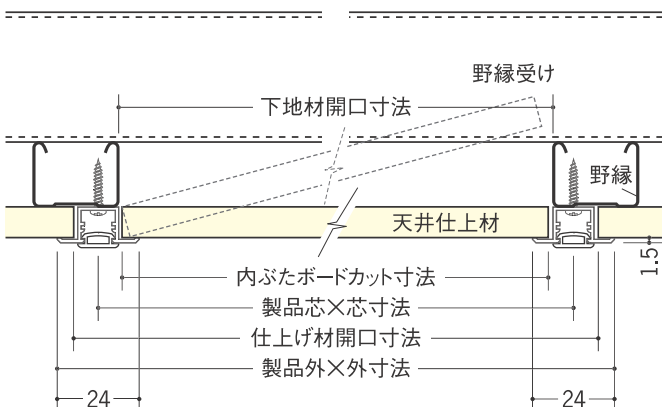 野縁受け
下地材開口寸法
野縁
天井仕上材
1.5
内ぶたボードカット寸法
製品芯×芯寸法
仕上げ材開口寸法
製品外×外寸法
24
24